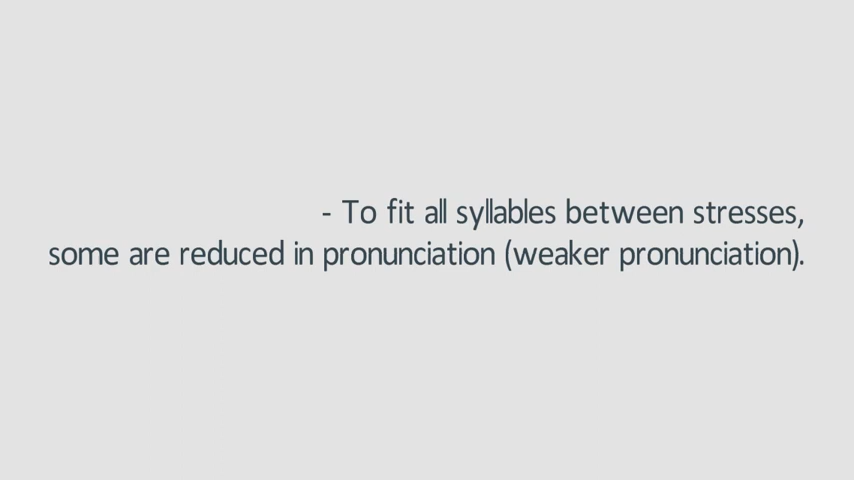 - To fit all syllables between stresses,
some are reduced in pronunciation (weaker pronunciation).